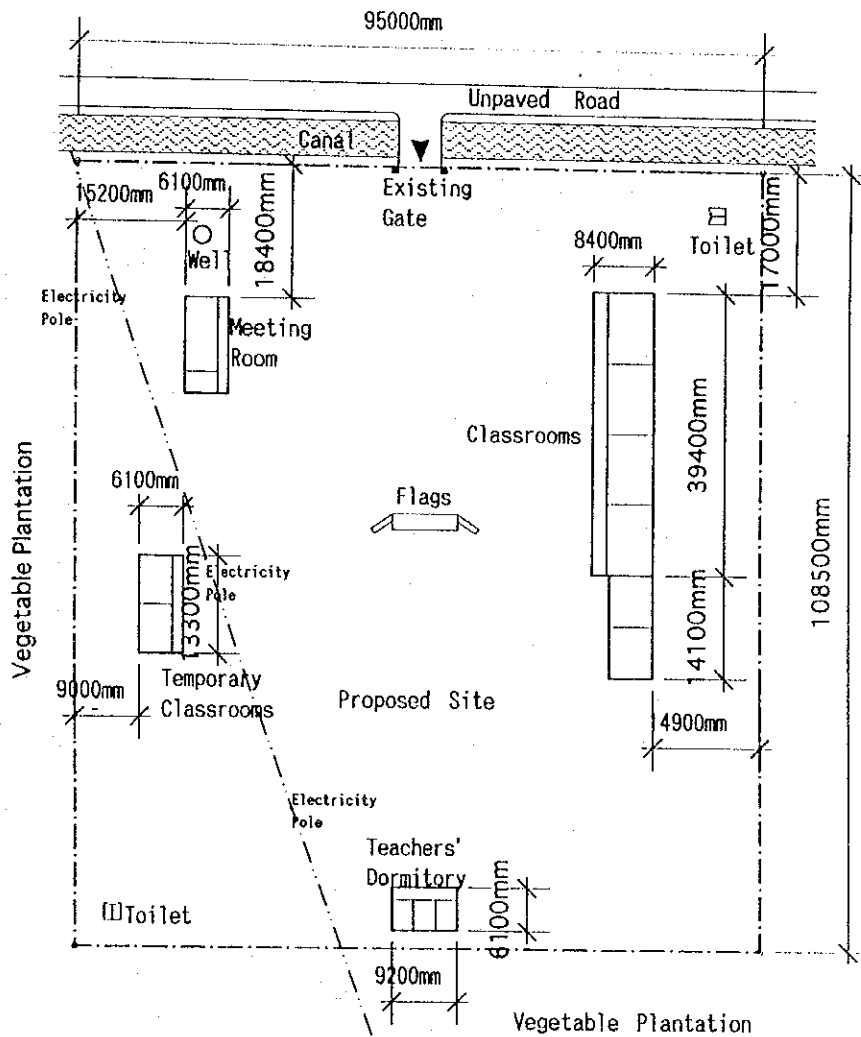 95000mm
Unpaved Road
Canal
15200mm
6100mm
18400mm
Existing
Gate
Well
8400mm
Toilet
17000mm
Electricity
Pole
Meeting
Room
Classrooms
39400mm
6100mm
Flags
Vegetable Plantation
13300mm
Electricity
Pole
108500mm
14100mm
9000mm
Temporary
Classrooms
Proposed Site
4900mm
Electricity
Pole
Teachers'
Dormitory
6100mm
Toilet
9200mm
Vegetable Plantation